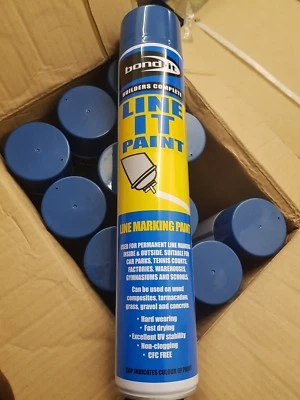 bond it
BUILDERS COMPLETE
LINE
IT
PAINT
LINE MARKING PAINT
USED FOR PERMANENT LINE MARKING
INSIDE & OUTSIDE. SUITABLE FOR
CAR PARKS, TENNIS COURTS,
FACTORIES, WAREHOUSES,
GYMNASIUMS AND SCHOOLS.
Can be used on wood
composites, tarmacadam,
grass, gravel and concrete.
• Hard wearing
• Fast drying
• Excellent UV stability
• Non-clogging
• CFC FREE
CAP INDICATES COLOUR OF PAINT